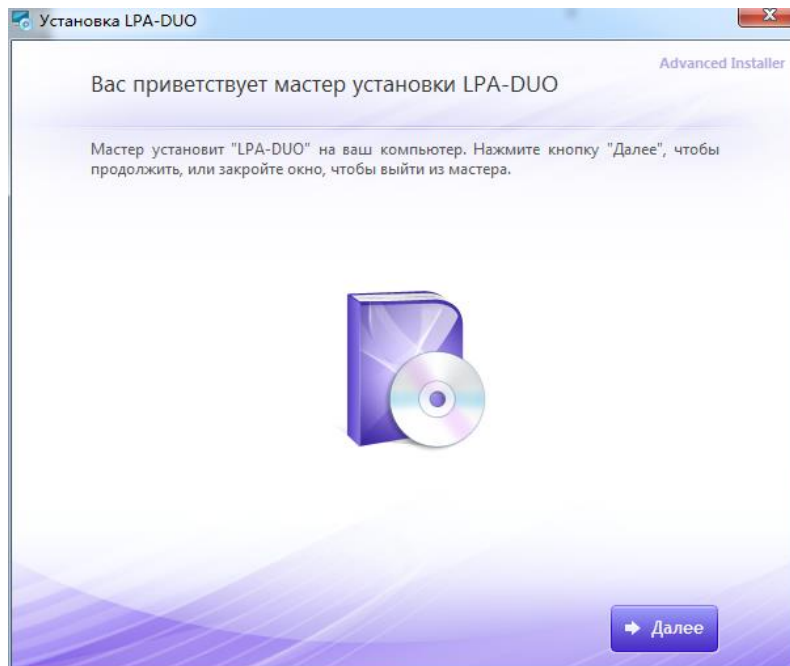 Установка LPA-DUO
Advanced Installer
Вас приветствует мастер установки LPA-DUO
Мастер установит "LPA-DUO" на ваш компьютер. Нажмите кнопку "Далее", чтобы
продолжить, или закройте окно, чтобы выйти из мастера.
Далее